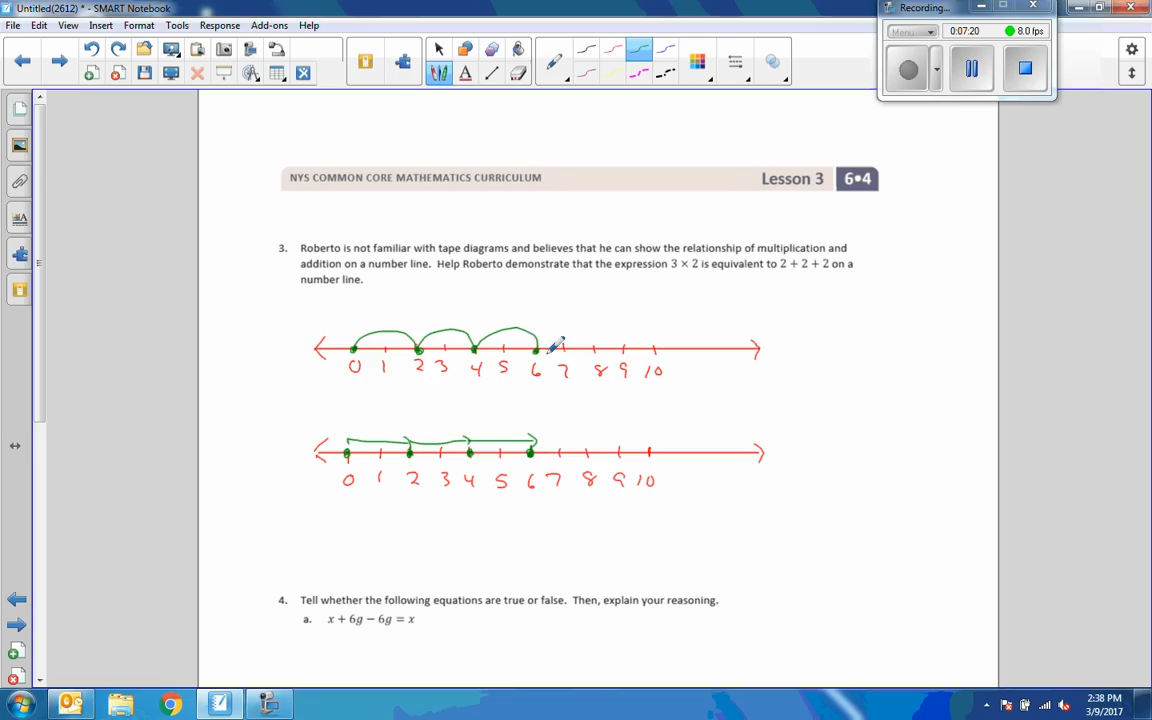 Untitled(2612) * - SMART Notebook
Recording...
File Edit View Insert Format Tools Response Add-ons Help
Menu 0:07:20 8.0 fps
NYS COMMON CORE MATHEMATICS CURRICULUM Lesson 3 6•4
3. Roberto is not familiar with tape diagrams and believes that he can show the relationship of multiplication and
addition on a number line. Help Roberto demonstrate that the expression 3 × 2 is equivalent to 2 + 2 + 2 on a
number line.
0 1 2 3 4 5 6 7 8 9 10
0 1 2 3 4 5 6 7 8 9 10
4. Tell whether the following equations are true or false. Then, explain your reasoning.
a. x + 6g − 6g = x
2:38 PM
3/9/2017